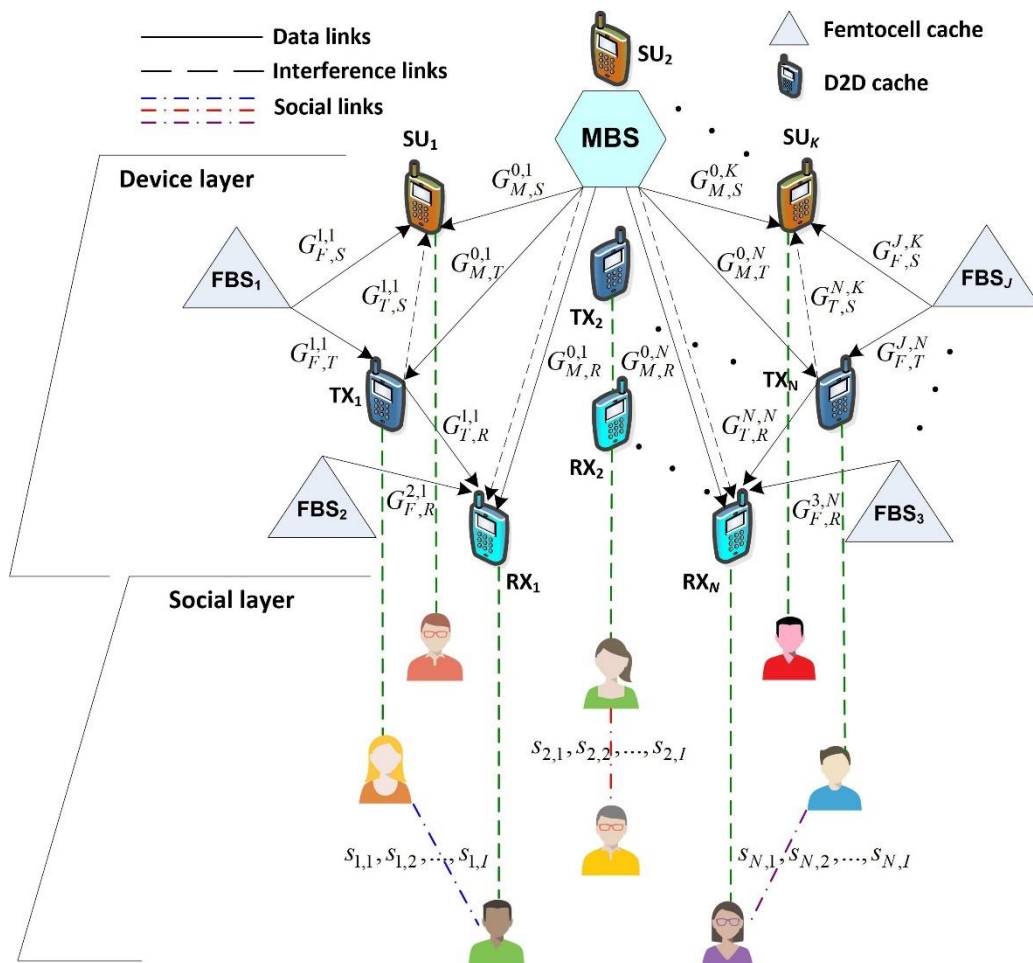 Data links
Interference links
Social links
SU₂
Femtocell cache
D2D cache
MBS
SU₁
SU_K
Device layer
G_{M,S}^{0,1}
G_{M,S}^{0,K}
G_{F,S}^{1,1}
G_{T,S}^{1,1}
G_{M,T}^{0,1}
G_{M,T}^{0,N}
G_{T,S}^{N,K}
G_{F,S}^{J,K}
FBS₁
FBS_J
TX₂
G_{F,T}^{1,1}
G_{M,R}^{0,1}
G_{M,R}^{0,N}
G_{F,T}^{J,N}
TX₁
TX_N
G_{T,R}^{1,1}
G_{T,R}^{N,N}
RX₂
FBS₂
G_{F,R}^{2,1}
G_{F,R}^{3,N}
FBS₃
RX₁
RX_N
Social layer
s_{2,1}, s_{2,2}, ..., s_{2,I}
s_{1,1}, s_{1,2}, ..., s_{1,I}
s_{N,1}, s_{N,2}, ..., s_{N,I}